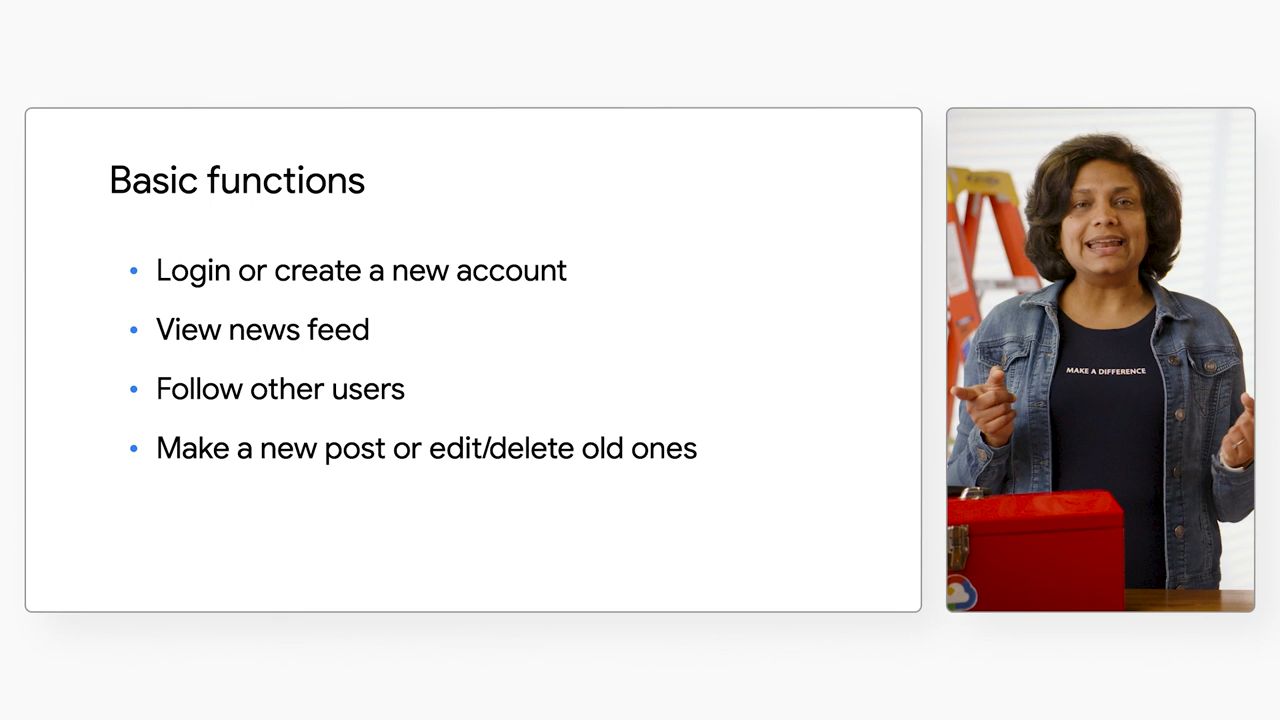 Basic functions
Login or create a new account
View news feed
Follow other users
Make a new post or edit/delete old ones
MAKE A DIFFERENCE